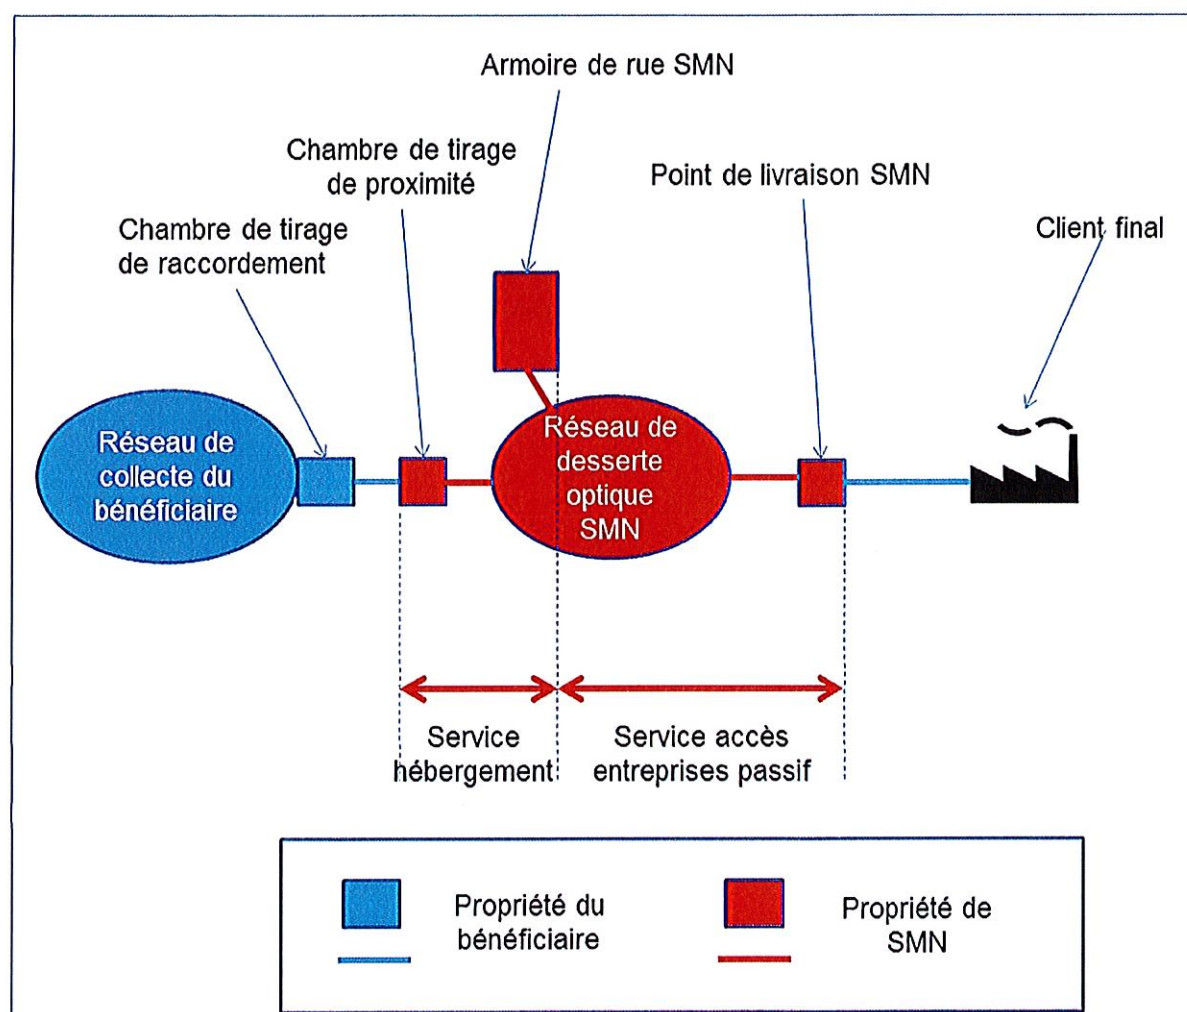 Armoire de rue SMN
Chambre de tirage
de proximité
Point de livraison SMN
Chambre de tirage
de raccordement
Client final
Réseau de
collecte du
bénéficiaire
Réseau de
desserte
optique
SMN
Service
hébergement
Service accès
entreprises passif
Propriété du
bénéficiaire
Propriété de
SMN